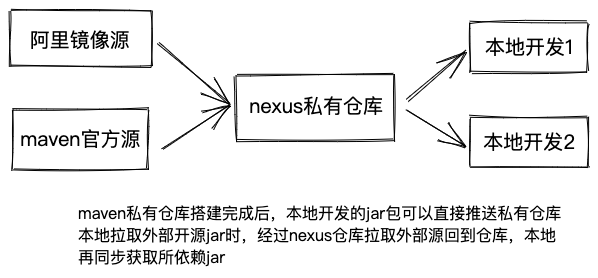 阿里镜像源
maven官方源
nexus私有仓库
本地开发1
本地开发2
maven私有仓库搭建完成后，本地开发的jar包可以直接推送私有仓库
本地拉取外部开源jar时，经过nexus仓库拉取外部源回到仓库，本地
再同步获取所依赖jar